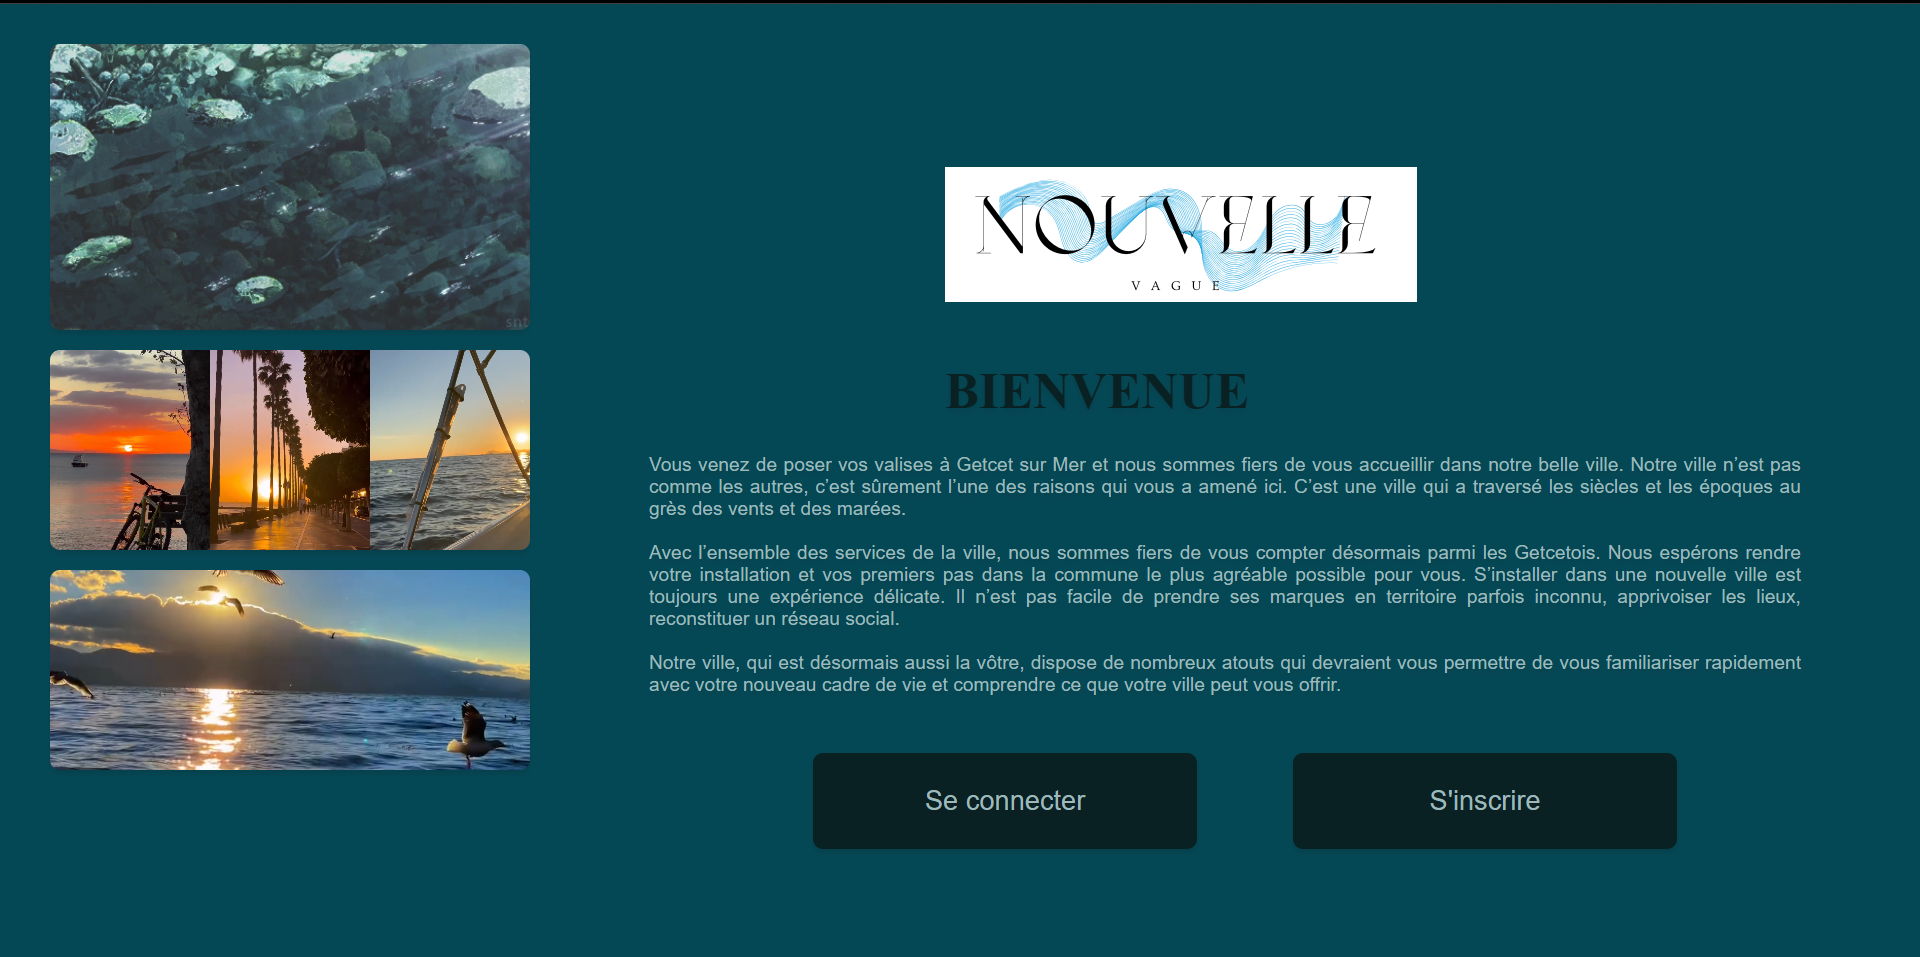 snt
NOUVELLE
VAGUE
BIENVENUE
Vous venez de poser vos valises à Getcet sur Mer et nous sommes fiers de vous accueillir dans notre belle ville. Notre ville n’est pas
comme les autres, c’est sûrement l’une des raisons qui vous a amené ici. C’est une ville qui a traversé les siècles et les époques au
grès des vents et des marées.
Avec l’ensemble des services de la ville, nous sommes fiers de vous compter désormais parmi les Getcetois. Nous espérons rendre
votre installation et vos premiers pas dans la commune le plus agréable possible pour vous. S’installer dans une nouvelle ville est
toujours une expérience délicate. Il n’est pas facile de prendre ses marques en territoire parfois inconnu, apprivoiser les lieux,
reconstituer un réseau social.
Notre ville, qui est désormais aussi la vôtre, dispose de nombreux atouts qui devraient vous permettre de vous familiariser rapidement
avec votre nouveau cadre de vie et comprendre ce que votre ville peut vous offrir.
Se connecter
S'inscrire